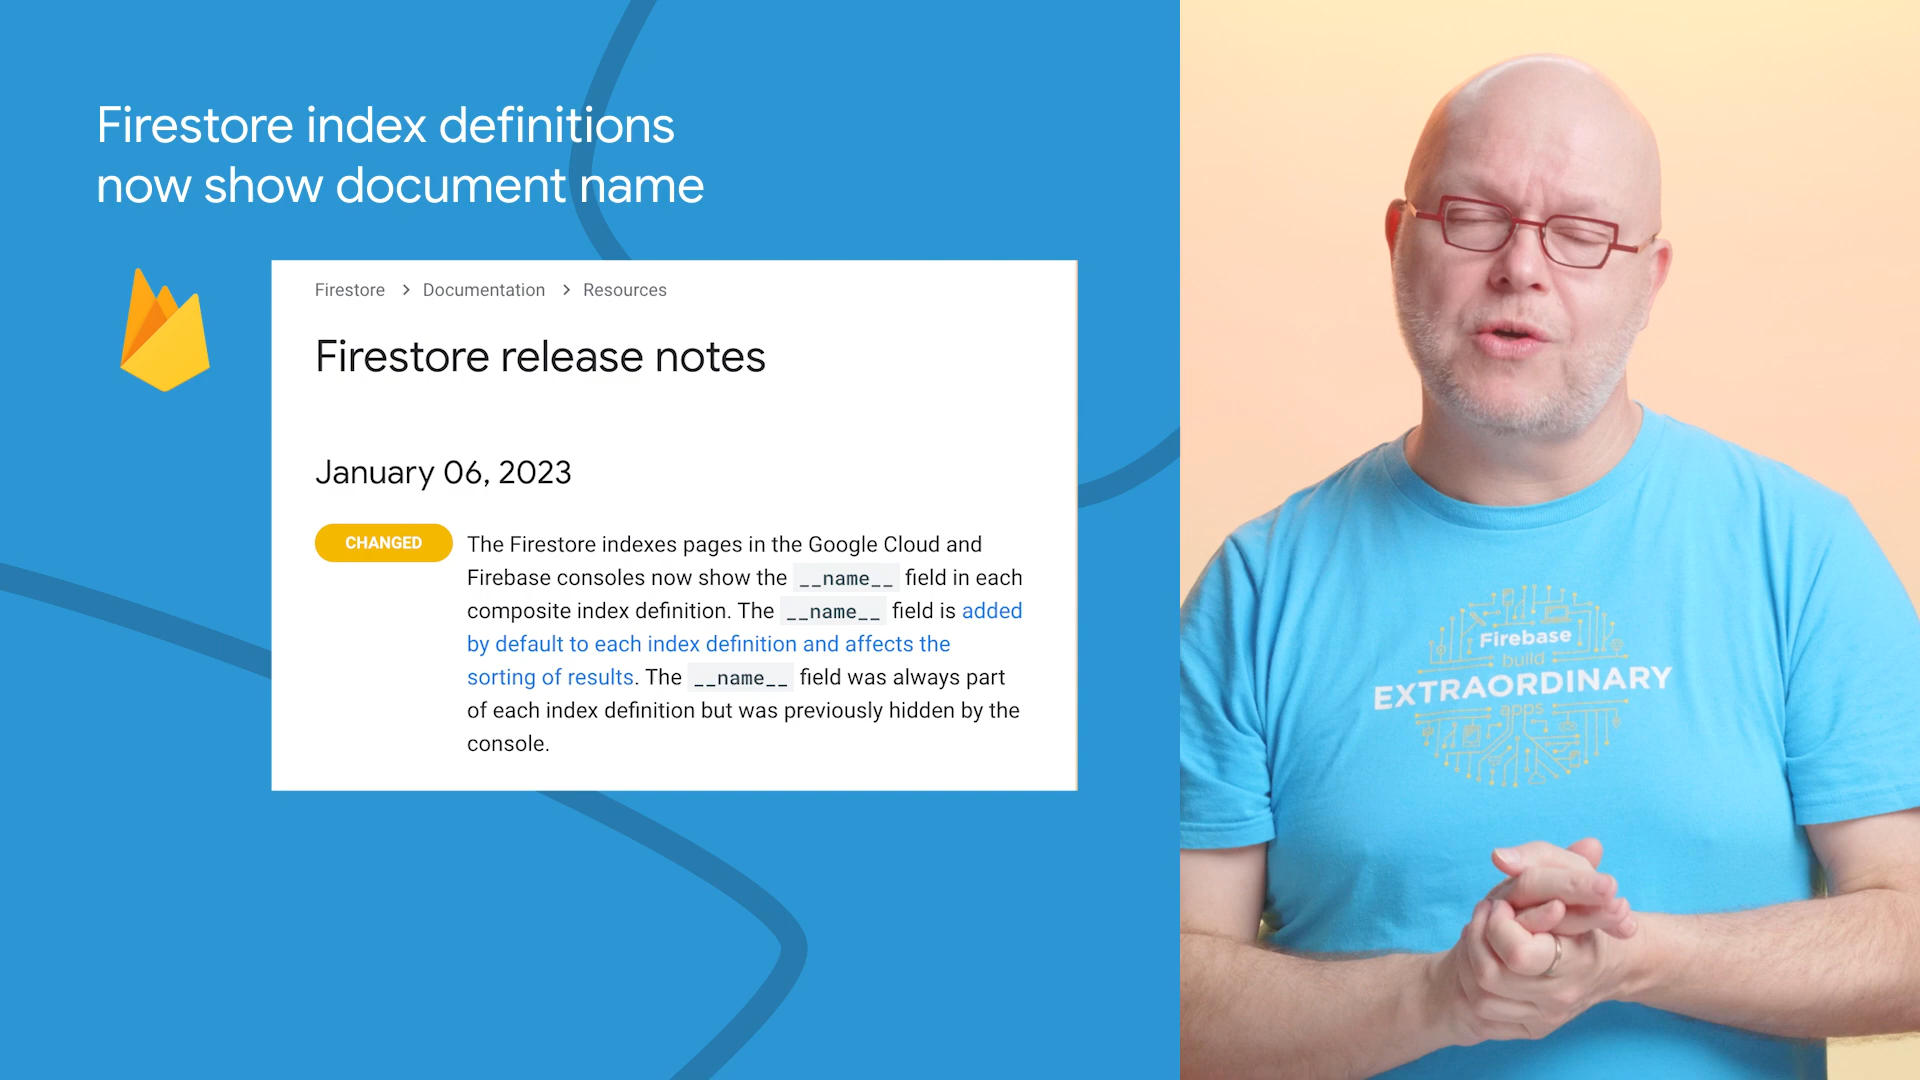 Firestore index definitions
now show document name
Firestore > Documentation > Resources
Firestore release notes
January 06, 2023
CHANGED
The Firestore indexes pages in the Google Cloud and
Firebase consoles now show the __name__ field in each
composite index definition. The __name__ field is added
by default to each index definition and affects the
sorting of results. The __name__ field was always part
of each index definition but was previously hidden by the
console.
Firebase
build
EXTRAORDINARY
apps